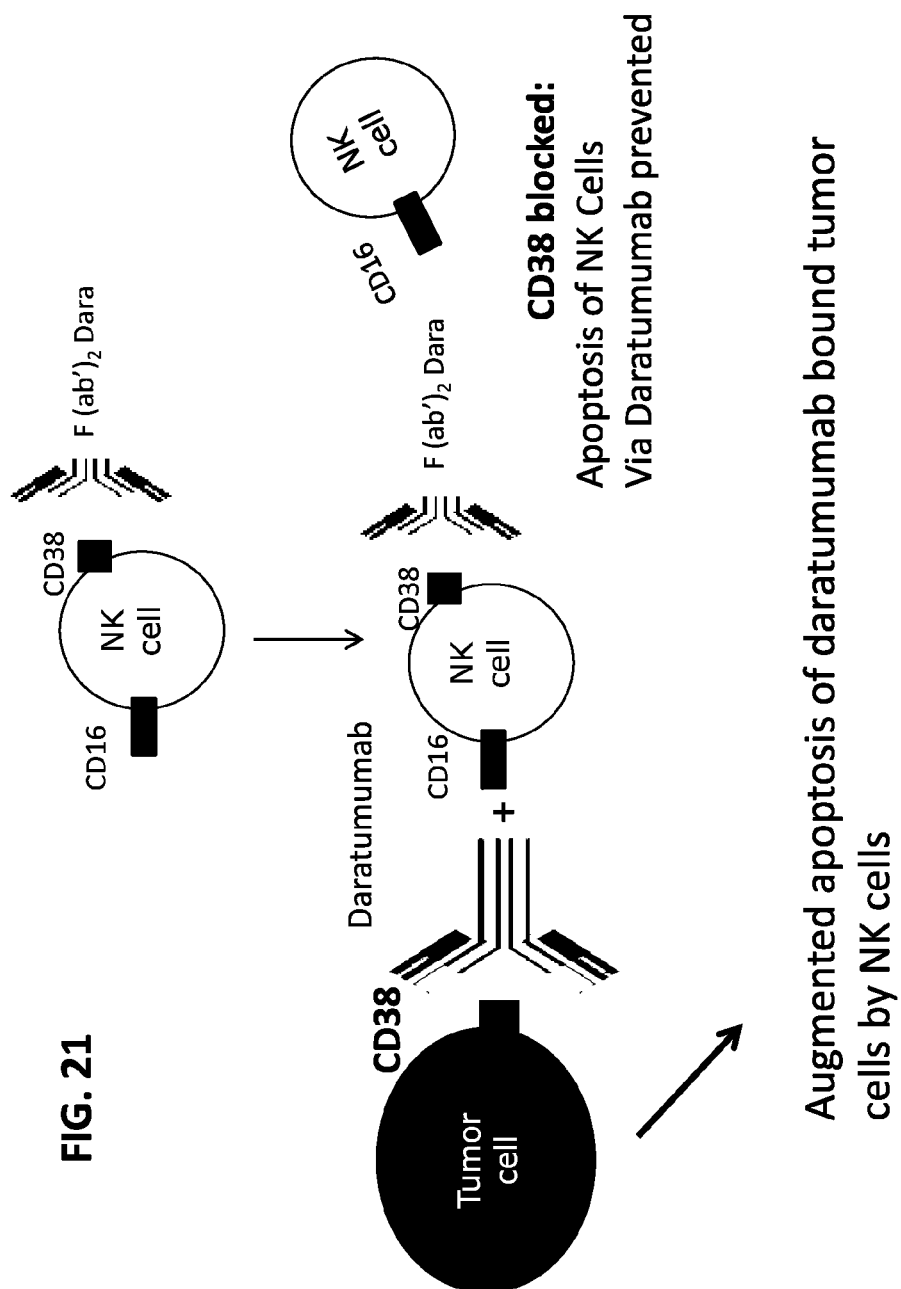 FIG. 21
CD16
NK
cell
CD38
F (ab')2 Dara
Tumor
cell
CD38
Daratumumab
+
CD16
NK
cell
CD38
F (ab')2 Dara
CD16
NK
cell
CD38 blocked:
Apoptosis of NK Cells
Via Daratumumab prevented
Augmented apoptosis of daratumumab bound tumor
cells by NK cells